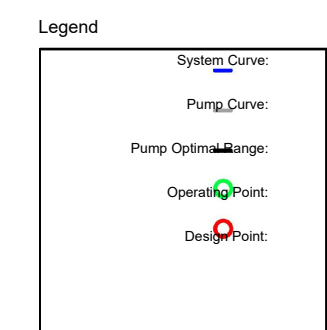 Legend
System Curve:
Pump Curve:
Pump Optimal Range:
Operating Point:
Design Point: